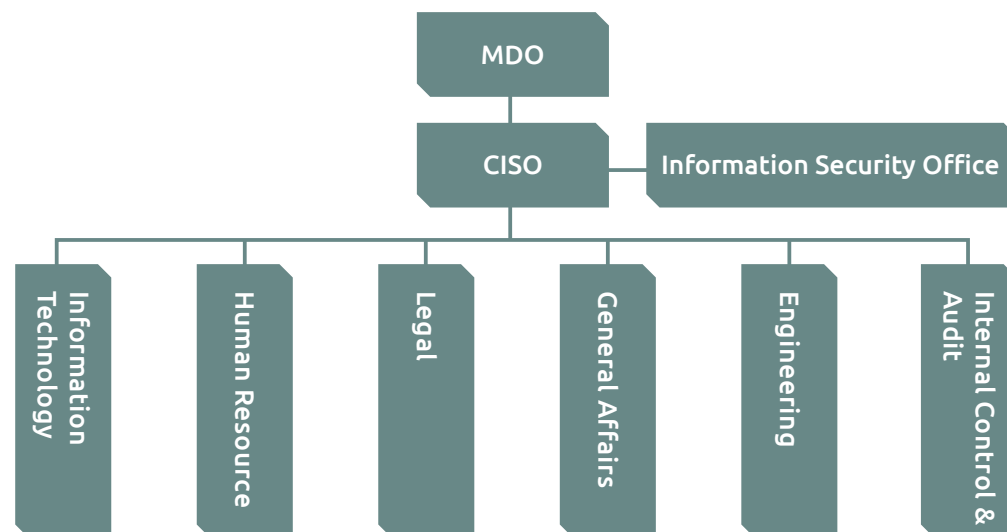 MDO
CISO
Information Security Office
Information
Technology
Human Resource
Legal
General Affairs
Engineering
Internal Control &
Audit